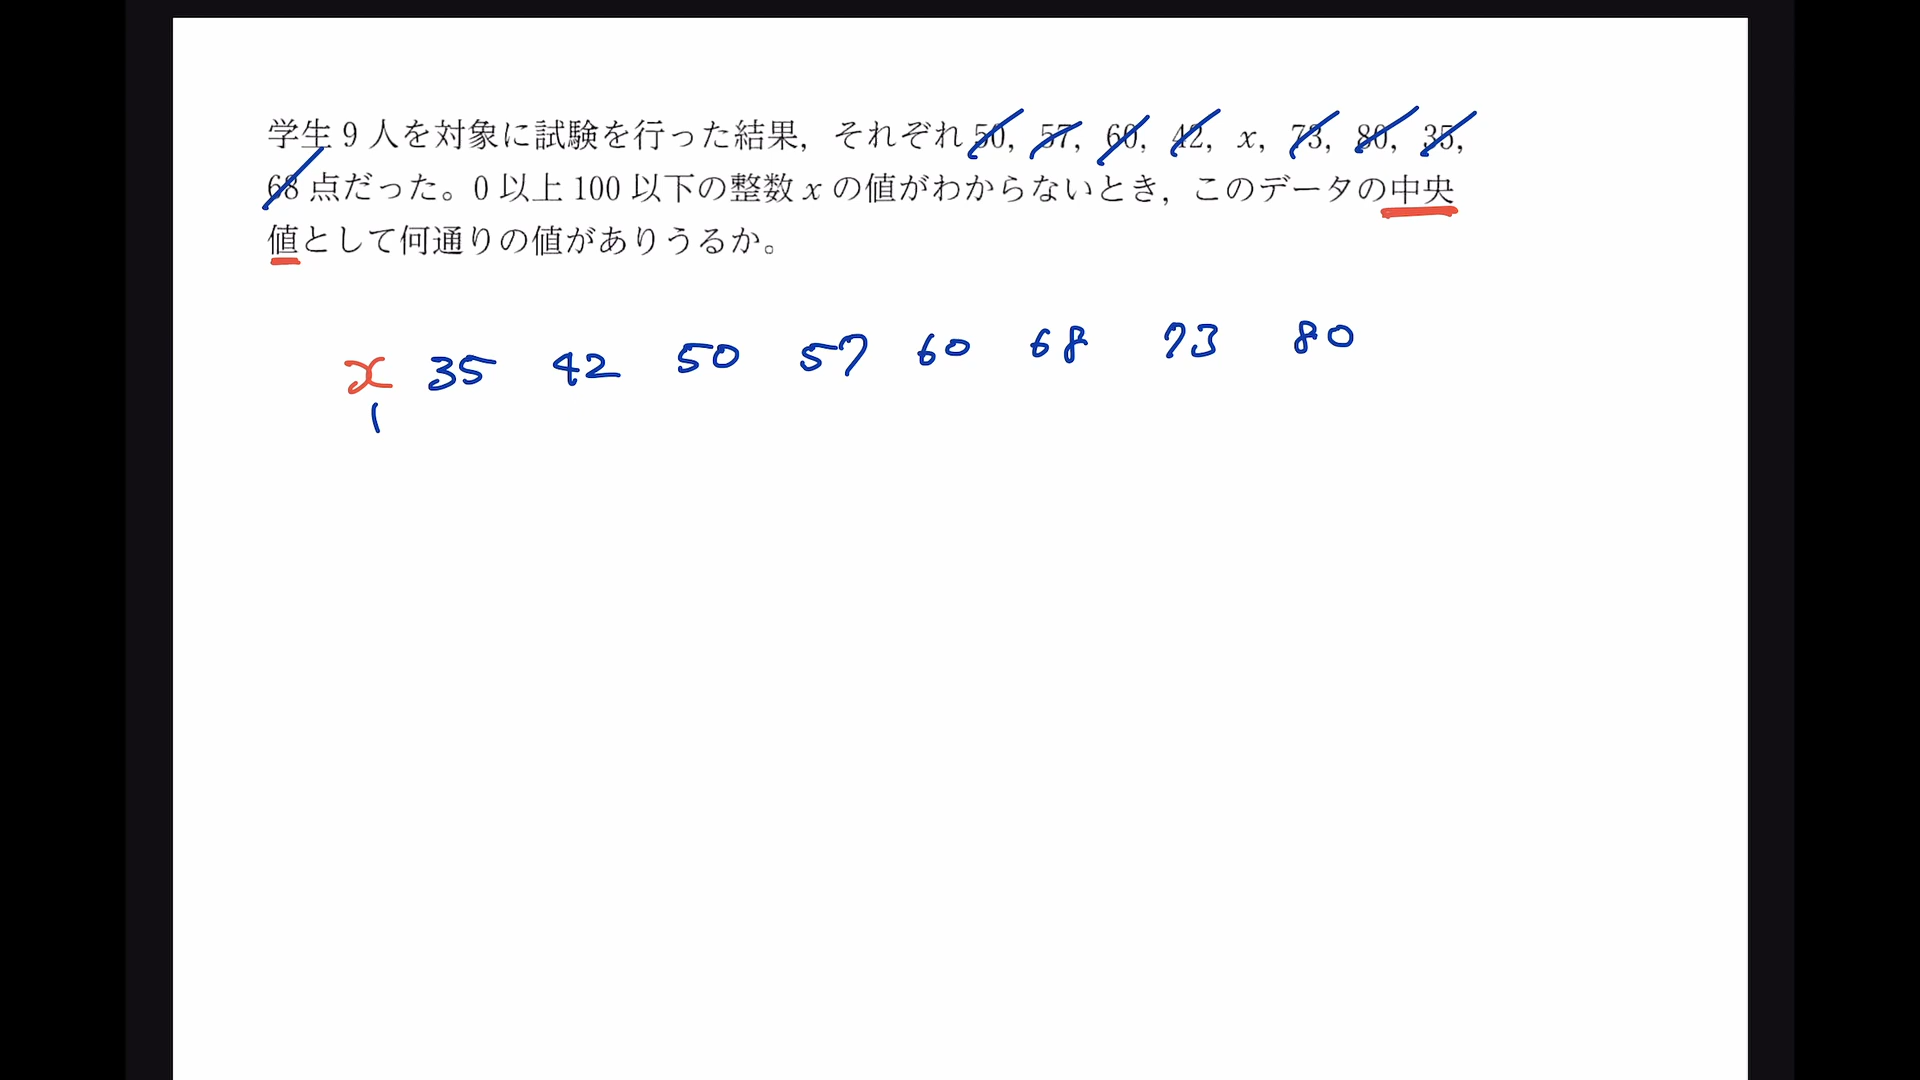 学生 9 人を対象に試験を行った結果，それぞれ 50, 57, 60, 42, x, 73, 80, 35,
68 点だった。0 以上 100 以下の整数 x の値がわからないとき，このデータの中央
値として何通りの値がありうるか。
x 35 42 50 57 60 68 73 80
1